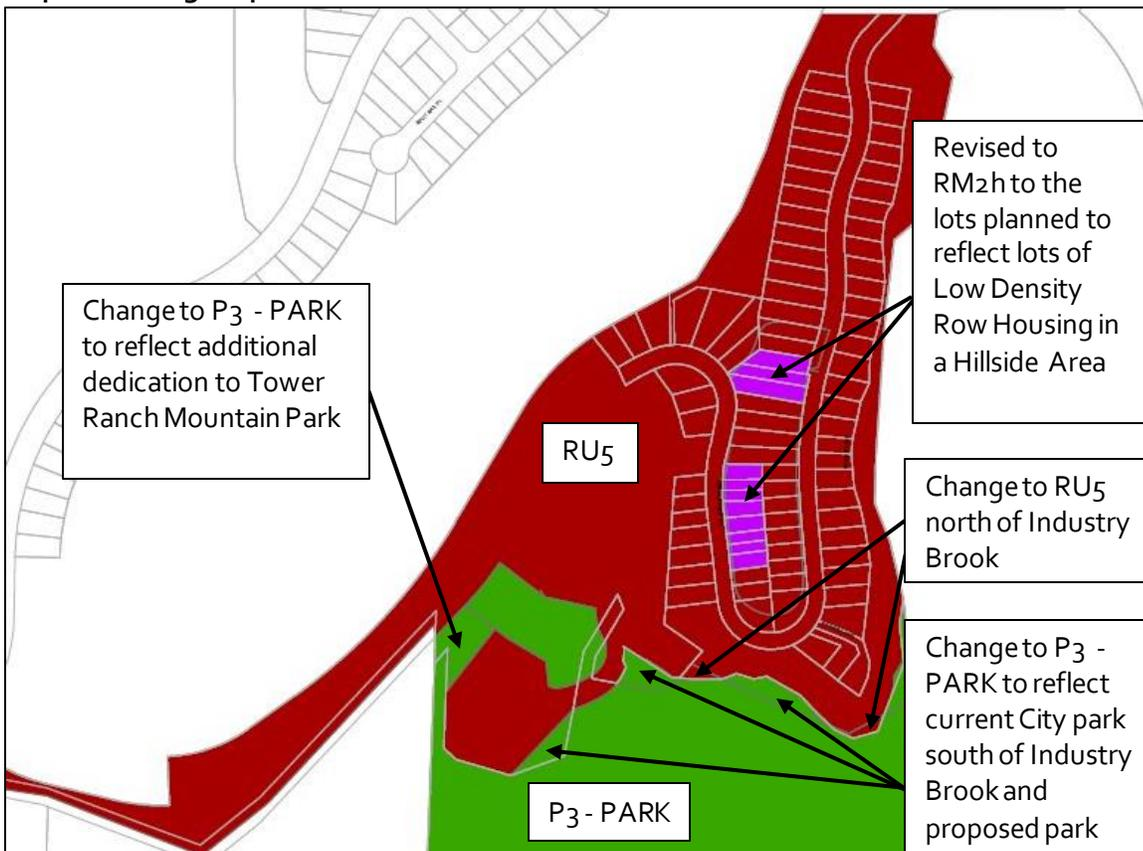 Revised to
RM2h to the
lots planned to
reflect lots of
Low Density
Row Housing in
a Hillside Area
Change to P3 - PARK
to reflect additional
dedication to Tower
Ranch Mountain Park
RU5
Change to RU5
north of Industry
Brook
Change to P3 -
PARK to reflect
current City park
south of Industry
Brook and
proposed park
P3 - PARK